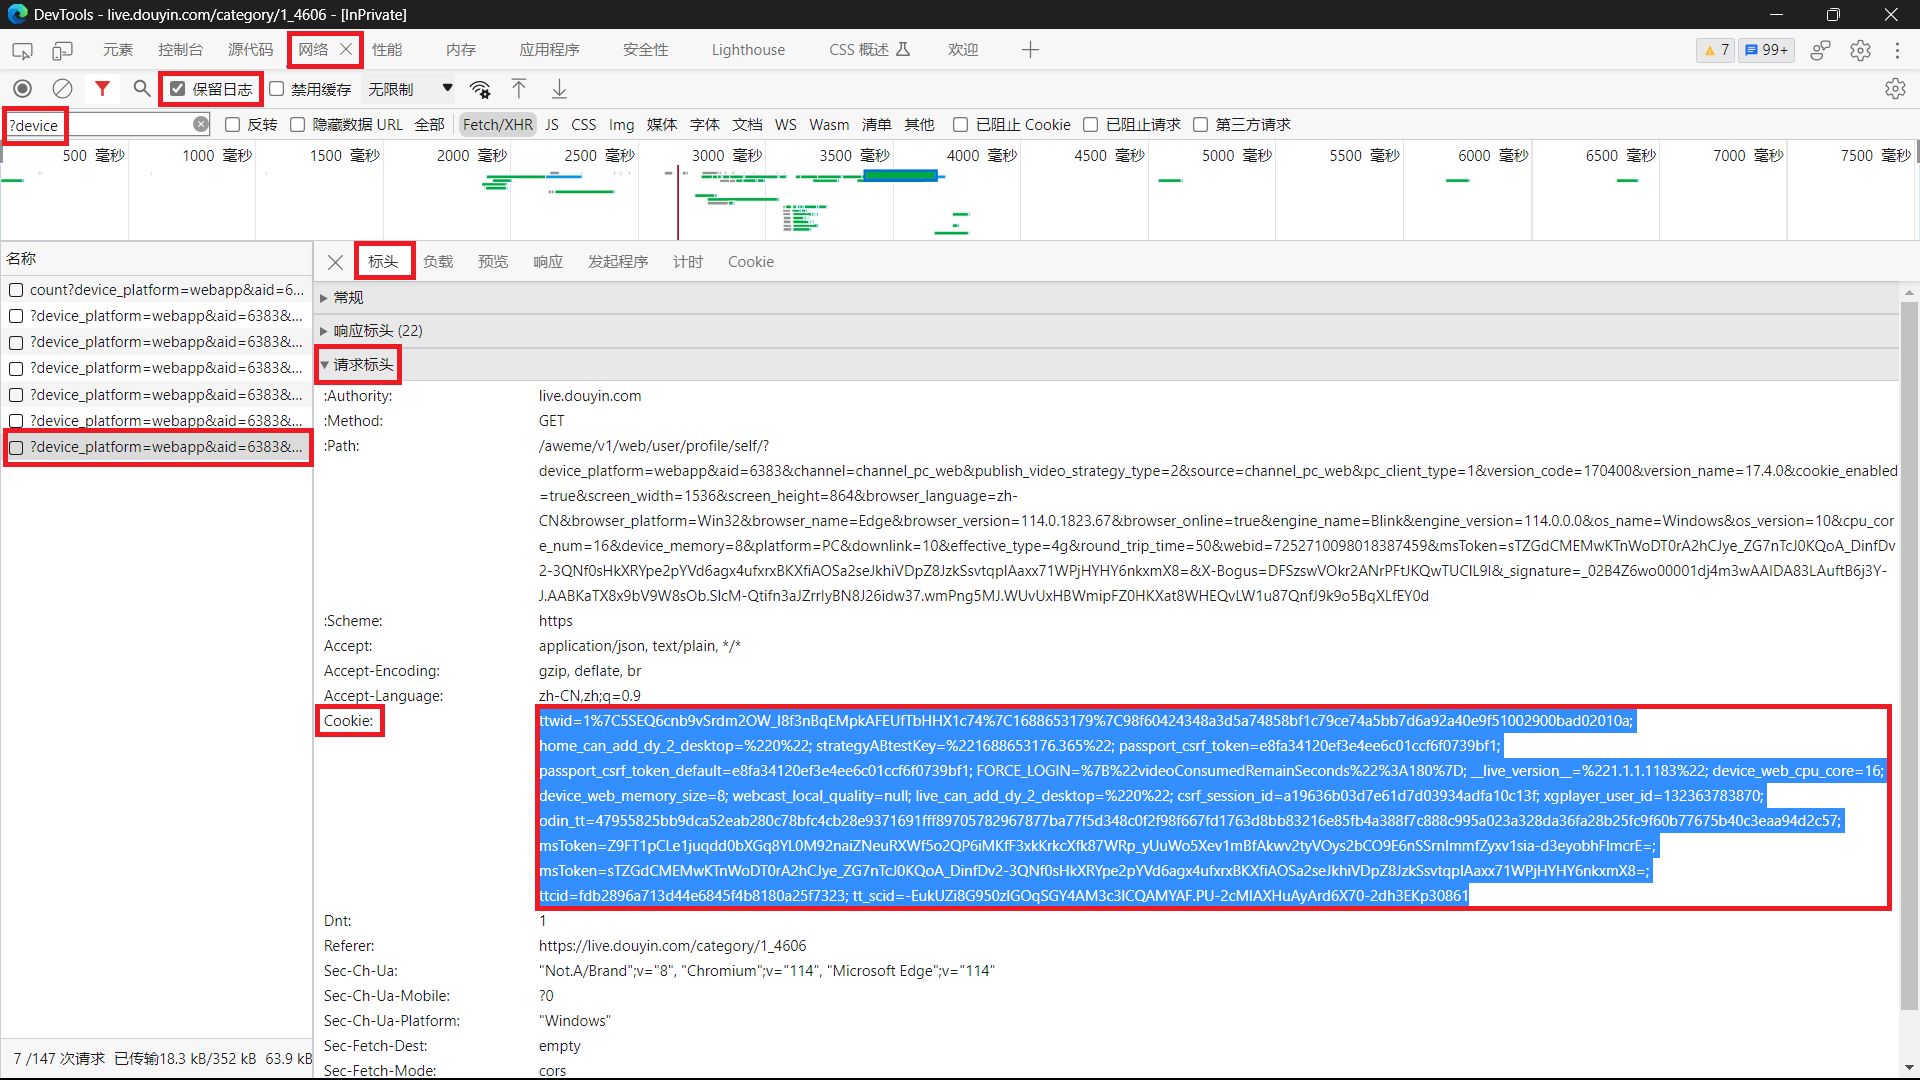 DevTools - live.douyin.com/category/1_4606 - [InPrivate]
元素 控制台 源代码 网络 性能 内存 应用程序 安全性 Lighthouse CSS 概述 欢迎 7 99+
保留日志 禁用缓存 无限制
?device 反转 隐藏数据 URL 全部 Fetch/XHR JS CSS Img 媒体 字体 文档 WS Wasm 清单 其他 已阻止 Cookie 已阻止请求 第三方请求
500 毫秒 1000 毫秒 1500 毫秒 2000 毫秒 2500 毫秒 3000 毫秒 3500 毫秒 4000 毫秒 4500 毫秒 5000 毫秒 5500 毫秒 6000 毫秒 6500 毫秒 7000 毫秒 7500 毫秒
名称
count?device_platform=webapp&aid=6...
?device_platform=webapp&aid=6383&...
?device_platform=webapp&aid=6383&...
?device_platform=webapp&aid=6383&...
?device_platform=webapp&aid=6383&...
?device_platform=webapp&aid=6383&...
?device_platform=webapp&aid=6383&...
7 /147 次请求 已传输18.3 kB/352 kB 63.9 kB
标头 负载 预览 响应 发起程序 计时 Cookie
常规
响应标头 (22)
请求标头
:Authority: live.douyin.com
:Method: GET
:Path: /aweme/v1/web/user/profile/self/?
device_platform=webapp&aid=6383&channel=channel_pc_web&publish_video_strategy_type=2&source=channel_pc_web&pc_client_type=1&version_code=170400&version_name=17.4.0&cookie_enabled
=true&screen_width=1536&screen_height=864&browser_language=zh-
CN&browser_platform=Win32&browser_name=Edge&browser_version=114.0.1823.67&browser_online=true&engine_name=Blink&engine_version=114.0.0.0&os_name=Windows&os_version=10&cpu_cor
e_num=16&device_memory=8&platform=PC&downlink=10&effective_type=4g&round_trip_time=50&webid=7252710098018387459&msToken=sTZGdCMEMwKTnWoDT0rA2hCJye_ZG7nTcJ0KQoA_DinfDv
2-3QNf0sHkXRYpe2pYVd6agx4ufxrxBKXfiAOSa2seJkhiVDpZ8JzkSsvtqpIAaxx71WPjHYHY6nkxmX8=&X-Bogus=DFSzswVOkr2ANrPFtJKQwTUCIL9I&_signature=_02B4Z6wo00001dj4m3wAAIDA83LAuftB6j3Y-
J.AABKaTX8x9bV9W8sOb.SIcM-Qtifn3aJZrrlyBN8J26idw37.wmPng5MJ.WUvUxHBWmipFZ0HKXat8WHEQvLW1u87QnfJ9k9o5BqXLfEY0d
:Scheme: https
Accept: application/json, text/plain, */*
Accept-Encoding: gzip, deflate, br
Accept-Language: zh-CN,zh;q=0.9
Cookie: ttwid=1%7C5SEQ6cnb9vSrdm2OW_I8f3nBqEMpkAFEUfTbHHX1c74%7C1688653179%7C98f60424348a3d5a74858bf1c79ce74a5bb7d6a92a40e9f51002900bad02010a;
home_can_add_dy_2_desktop=%220%22; strategyABtestKey=%221688653176.365%22; passport_csrf_token=e8fa34120ef3e4ee6c01ccf6f0739bf1;
passport_csrf_token_default=e8fa34120ef3e4ee6c01ccf6f0739bf1; FORCE_LOGIN=%7B%22videoConsumedRemainSeconds%22%3A180%7D; __live_version__=%221.1.1.1183%22; device_web_cpu_core=16;
device_web_memory_size=8; webcast_local_quality=null; live_can_add_dy_2_desktop=%220%22; csrf_session_id=a19636b03d7e61d7d03934adfa10c13f; xgplayer_user_id=132363783870;
odin_tt=47955825bb9dca52eab280c78bfc4cb28e9371691fff89705782967877ba77f5d348c0f2f98f667fd1763d8bb83216e85fb4a388f7c888c995a023a328da36fa28b25fc9f60b77675b40c3eaa94d2c57;
msToken=Z9FT1pCLe1juqdd0bXGq8YL0M92naiZNeuRXWf5o2QP6iMKfF3xkKrkcXfk87WRp_yUuWo5Xev1mBfAkwv2tyVOys2bCO9E6nSSrnImmfZyxv1sia-d3eyobhFImcrE=;
msToken=sTZGdCMEMwKTnWoDT0rA2hCJye_ZG7nTcJ0KQoA_DinfDv2-3QNf0sHkXRYpe2pYVd6agx4ufxrxBKXfiAOSa2seJkhiVDpZ8JzkSsvtqpIAaxx71WPjHYHY6nkxmX8=;
ttcid=fdb2896a713d44e6845f4b8180a25f7323; tt_scid=-EukUZi8G950zIGOqSGY4AM3c3ICQAMYAF.PU-2cMIAXHuAyArd6X70-2dh3EKp30861
Dnt: 1
Referer: https://live.douyin.com/category/1_4606
Sec-Ch-Ua: "Not.A/Brand";v="8", "Chromium";v="114", "Microsoft Edge";v="114"
Sec-Ch-Ua-Mobile: ?0
Sec-Ch-Ua-Platform: "Windows"
Sec-Fetch-Dest: empty
Sec-Fetch-Mode: cors